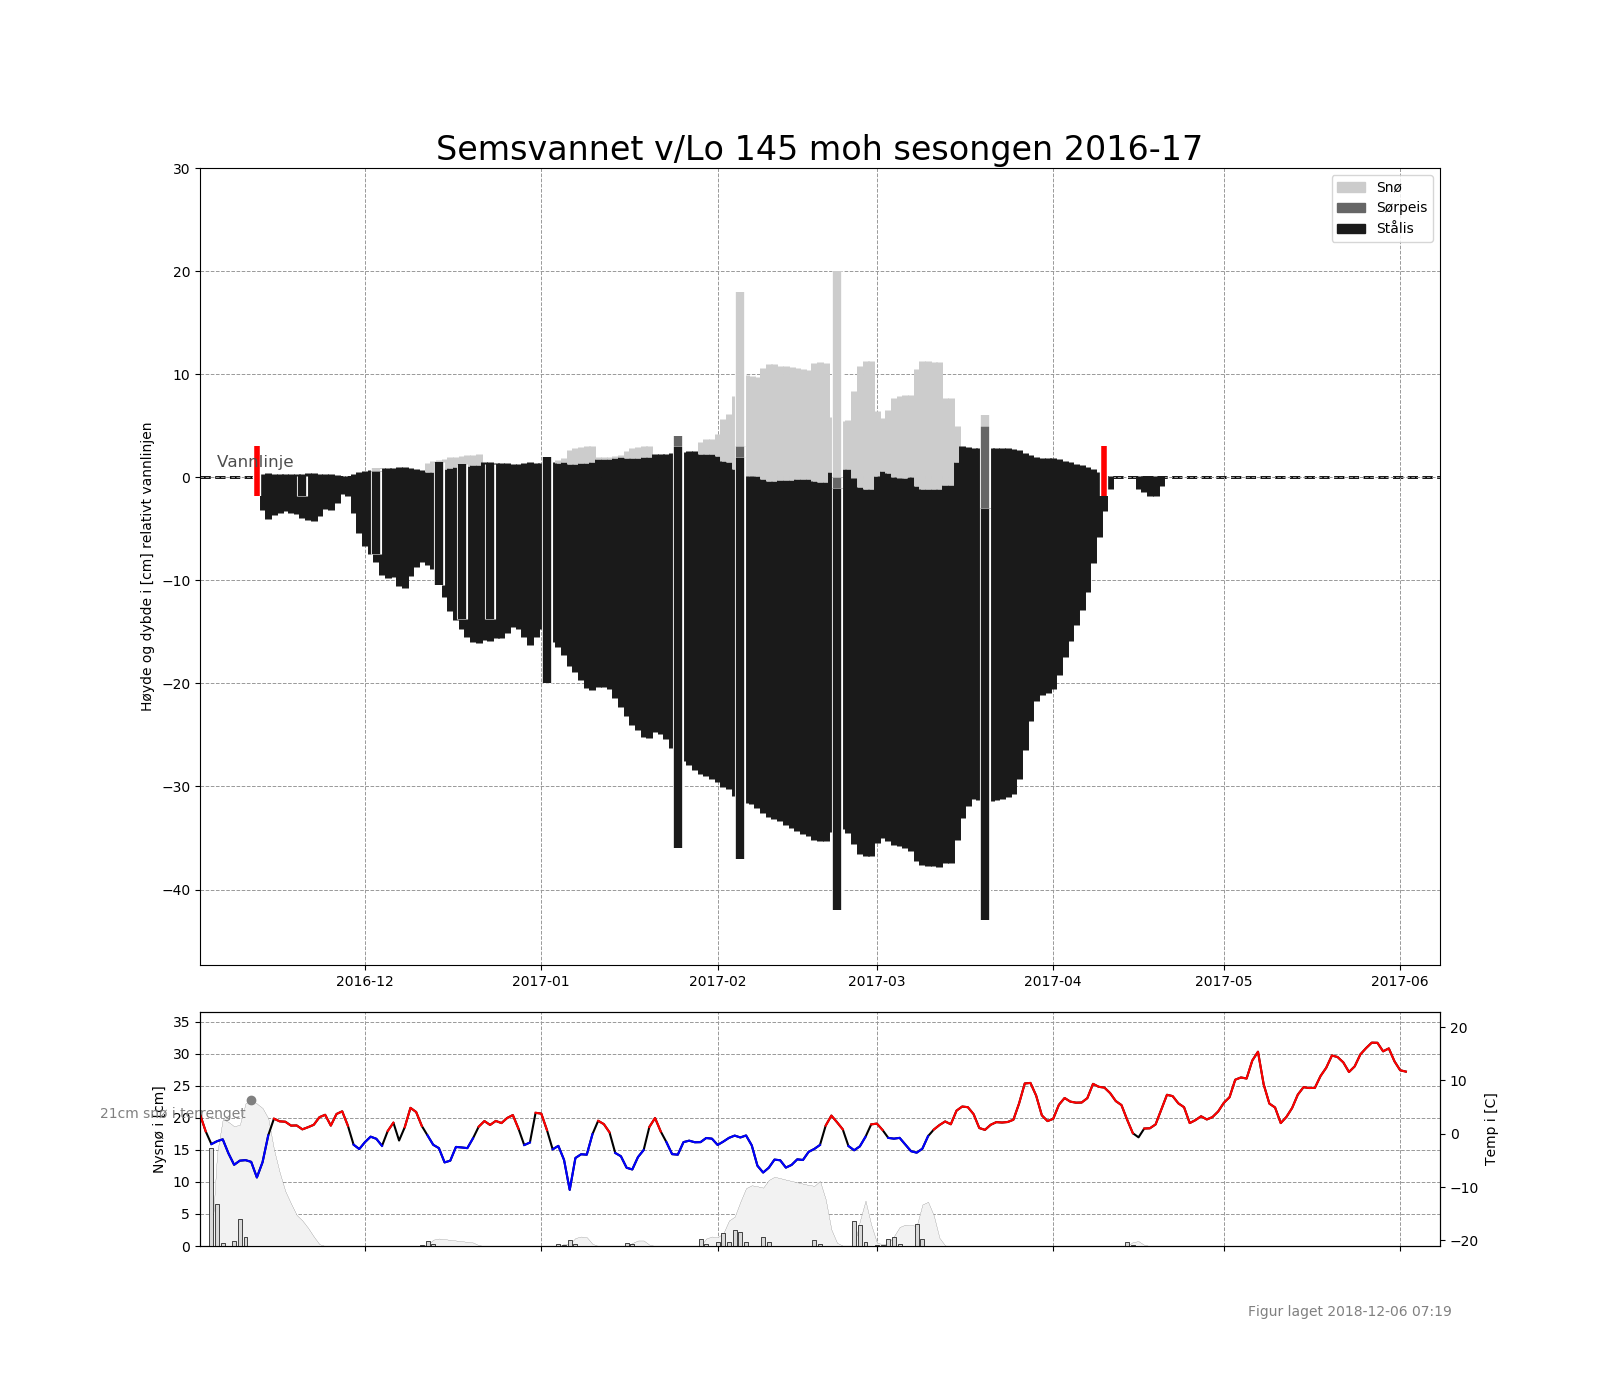 Semsvannet v/Lo 145 moh sesongen 2016-17
30
20
10
0
−10
−20
−30
−40
Høyde og dybde i [cm] relativt vannlinjen
Vannlinje
Snø
Sørpeis
Stålis
2016-12
2017-01
2017-02
2017-03
2017-04
2017-05
2017-06
35
30
25
20
15
10
5
0
Nysnø i [cm]
21cm snø i terrenget
20
10
0
−10
−20
Temp i [C]
Figur laget 2018-12-06 07:19